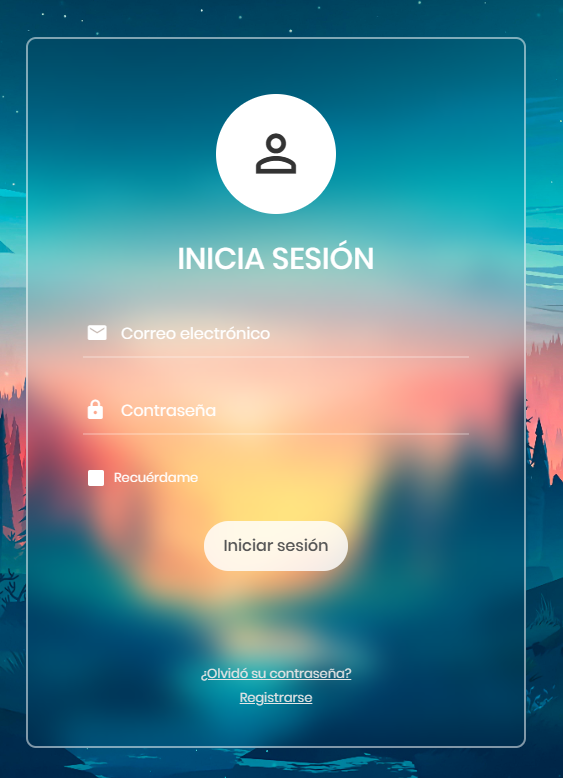 INICIA SESIÓN
Correo electrónico
Contraseña
Recuérdame
Iniciar sesión
¿Olvidó su contraseña?
Registrarse